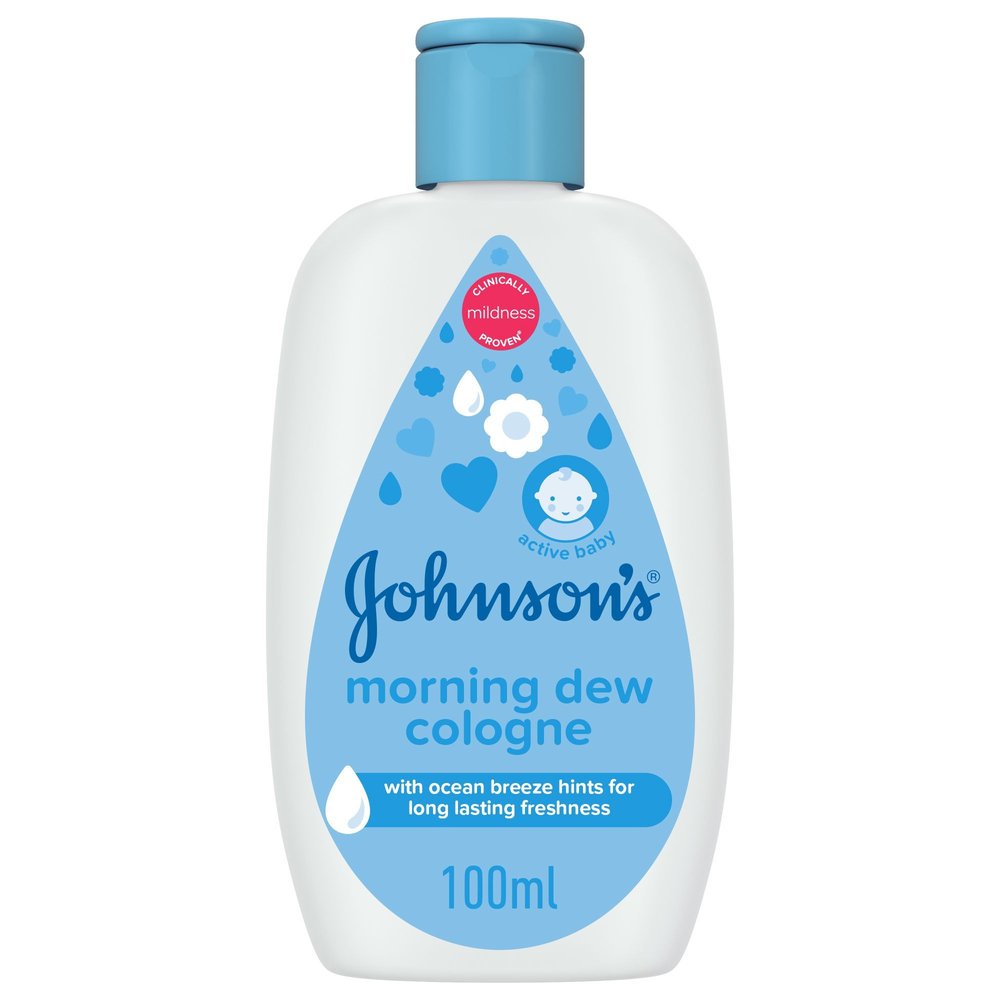 CLINICALLY
mildness
PROVEN®
active baby
Johnson's®
morning dew
cologne
with ocean breeze hints for
long lasting freshness
100ml